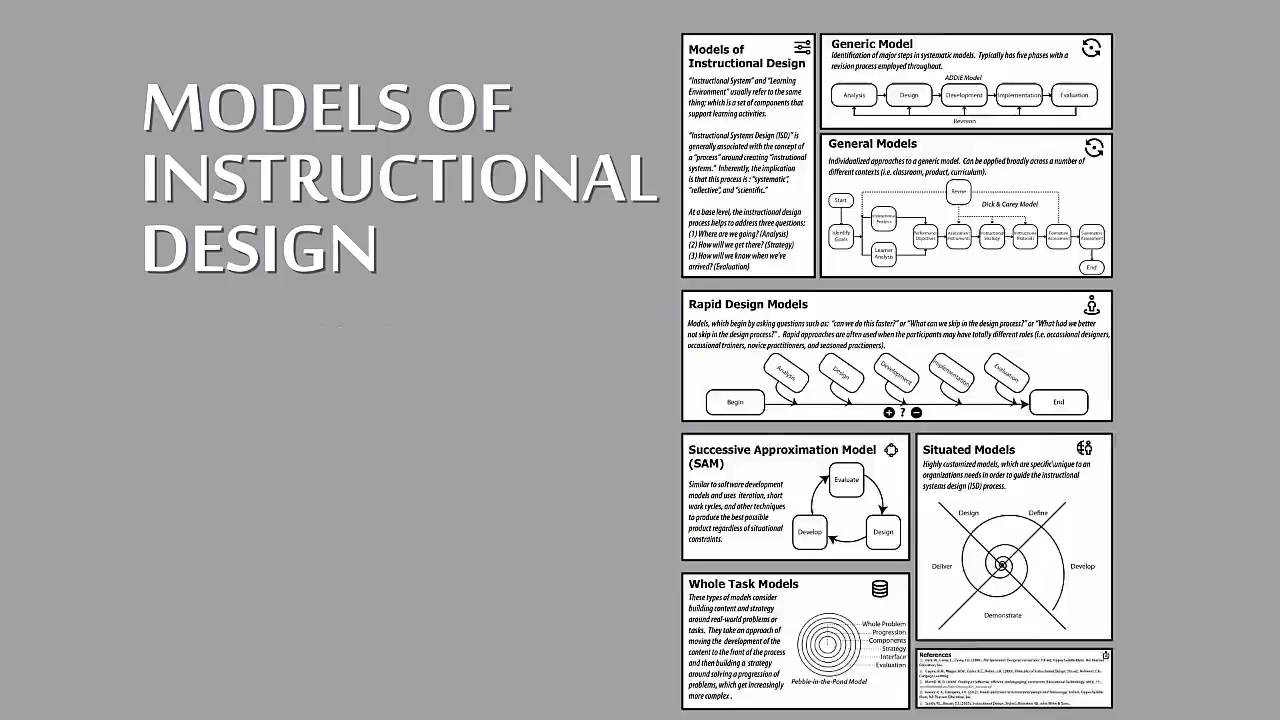 MODELS OF
INSTRUCTIONAL
DESIGN
Models of
Instructional Design
"Instructional System" and "Learning
Environment" usually refer to the same
thing; which is a set of components that
support learning activities.
"Instructional Systems Design (ISD)" is
generally associated with the concept of
a "process" around creating "instrutional
systems." Inherently, the implication
is that this process is : "systematic",
"reflective", and "scientific."
At a base level, the instructional design
process helps to address three questions:
(1) Where are we going? (Analysis)
(2) How will we get there? (Strategy)
(3) How will we know when we've
arrived? (Evaluation)
Generic Model
Identification of major steps in systematic models. Typically has five phases with a
revision process employed throughout.
ADDIE Model
Analysis
Design
Development
Implementation
Evaluation
Revision
General Models
Individualized approaches to a generic model. Can be applied broadly across a number of
different contexts (i.e. classroom, product, curriculum).
Revise
Dick & Carey Model
Start
Identify
Goals
Instructional
Analysis
Learner
Analysis
Performance
Objectives
Assessment
Instruments
Instructional
Strategy
Instructional
Materials
Formative
Assessment
Summative
Assessment
End
Rapid Design Models
Models, which begin by asking questions such as: "can we do this faster?" or "What can we skip in the design process?" or "What had we better
not skip in the design process?" . Rapid approaches are often used when the participants may have totally different roles (i.e. occassional designers,
occassional trainers, novice practitioners, and seasoned practioners).
Analysis
Design
Development
Implementation
Evaluation
Begin
End
+ ? −
Successive Approximation Model
(SAM)
Similar to software development
models and uses iteration, short
work cycles, and other techniques
to produce the best possible
product regardless of situational
constraints.
Evaluate
Develop
Design
Situated Models
Highly customized models, which are specific\unique to an
organizations needs in order to guide the instructional
systems design (ISD) process.
Design
Define
Deliver
Develop
Demonstrate
Whole Task Models
These types of models consider
building content and strategy
around real-world problems or
tasks. They take an approach of
moving the development of the
content to the front of the process
and then building a strategy
around solving a progression of
problems, which get increasingly
more complex .
Whole Problem
Progression
Components
Strategy
Interface
Evaluation
Pebble-in-the-Pond Model
References